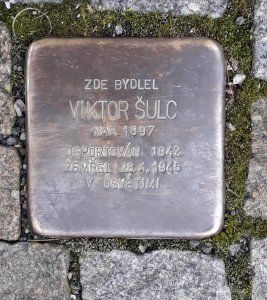 ZDE BYDLEL
VIKTOR ŠULC
NAR. 1897
DEPORTOVÁN 1942
ZEMŘEL 28.4.1945
V OSVĚTIMI